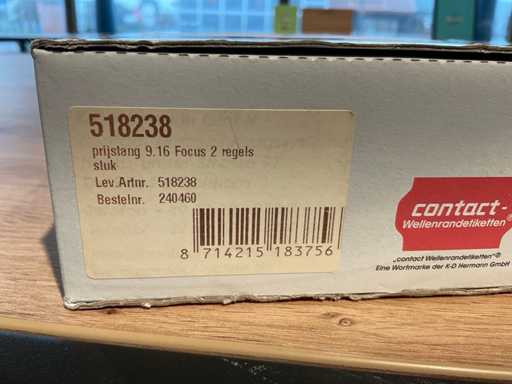 518238
prijstang 9.16 Focus 2 regels
stuk
Lev.Artnr. 518238
Bestelnr. 240460
8 714215 183756
contact-®
Wellenrandetiketten
„contact Wellenrandetiketten"®
Eine Wortmarke der K-D Hermann GmbH